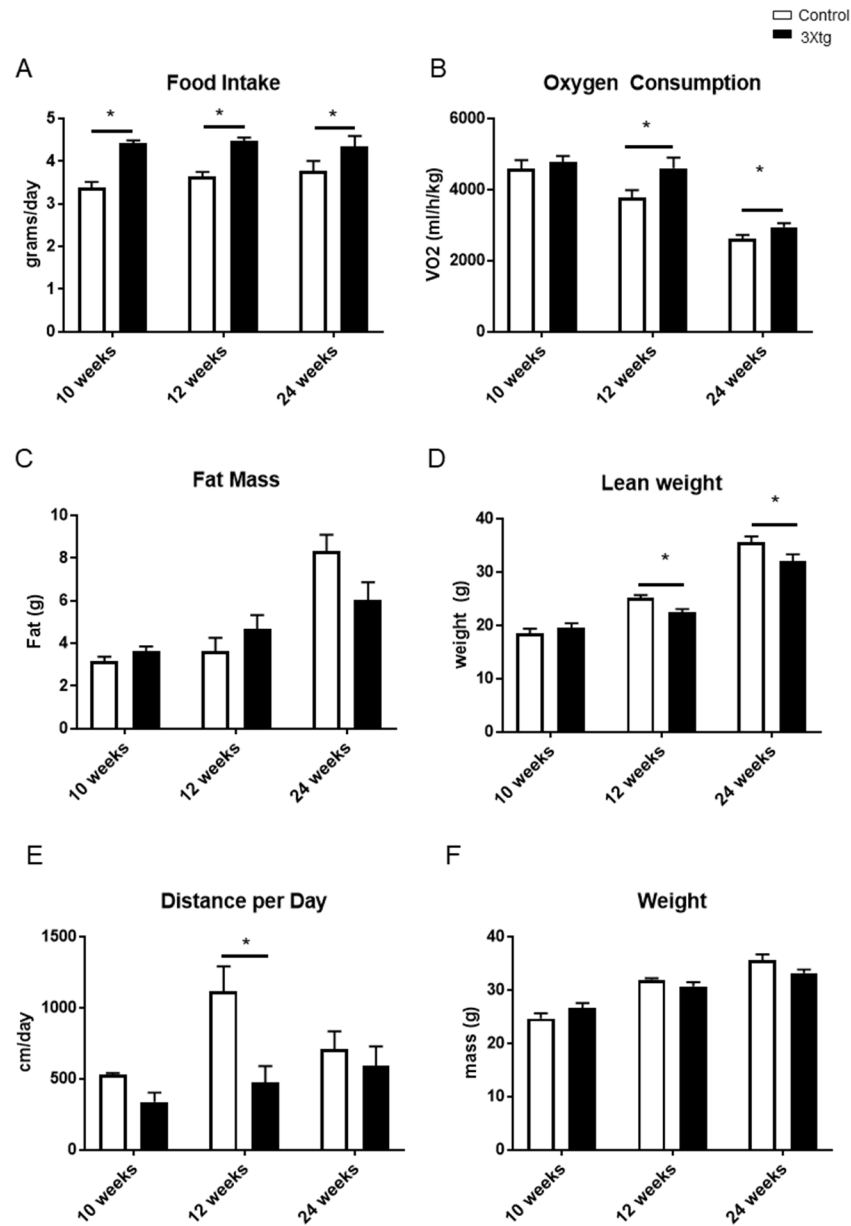 Control
3Xtg
A
Food Intake
*
*
*
5
4
3
2
1
0
grams/day
10 weeks
12 weeks
24 weeks
B
Oxygen Consumption
*
*
6000
4000
2000
0
VO2 (ml/h/kg)
10 weeks
12 weeks
24 weeks
C
Fat Mass
10
8
6
4
2
0
Fat (g)
10 weeks
12 weeks
24 weeks
D
Lean weight
*
*
40
30
20
10
0
weight (g)
10 weeks
12 weeks
24 weeks
E
Distance per Day
*
1500
1000
500
0
cm/day
10 weeks
12 weeks
24 weeks
F
Weight
40
30
20
10
0
mass (g)
10 weeks
12 weeks
24 weeks